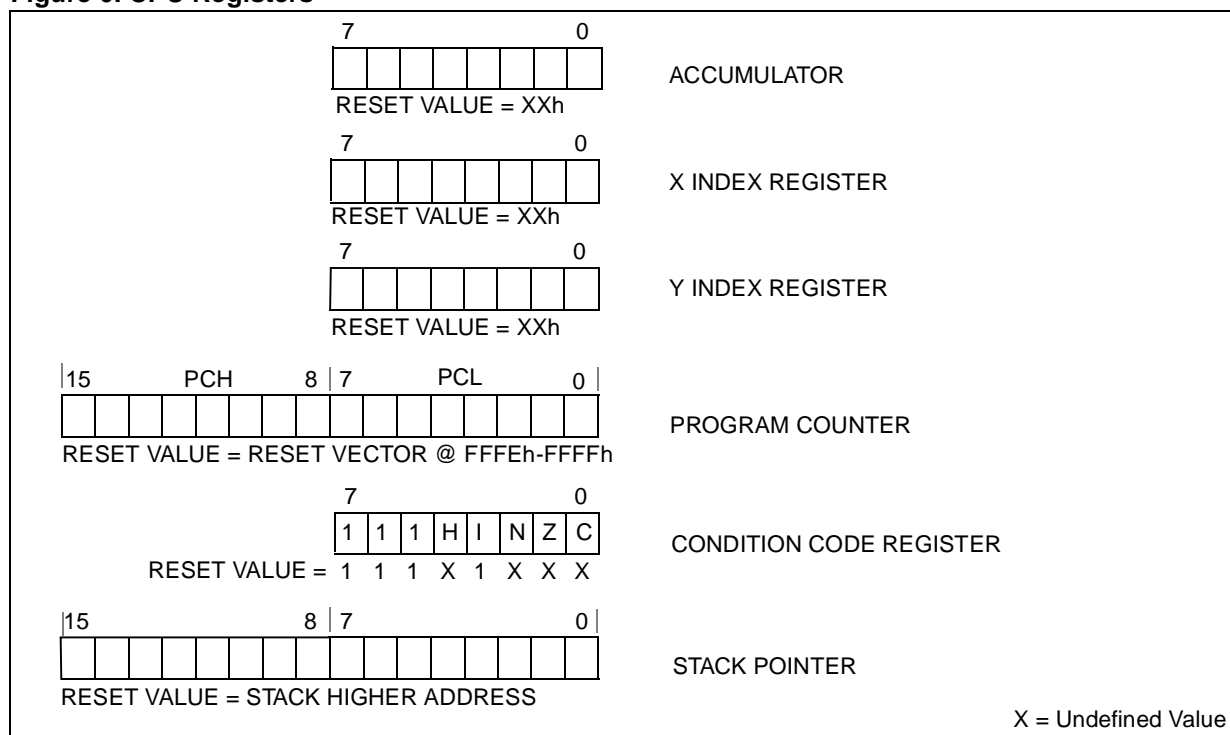 7 0
ACCUMULATOR
RESET VALUE = XXh
7 0
X INDEX REGISTER
RESET VALUE = XXh
7 0
Y INDEX REGISTER
RESET VALUE = XXh
15 PCH 8 7 PCL 0
PROGRAM COUNTER
RESET VALUE = RESET VECTOR @ FFFEh-FFFFh
7 0
1 1 1 H I N Z C
CONDITION CODE REGISTER
RESET VALUE = 1 1 1 X 1 X X X
15 8 7 0
STACK POINTER
RESET VALUE = STACK HIGHER ADDRESS
X = Undefined Value